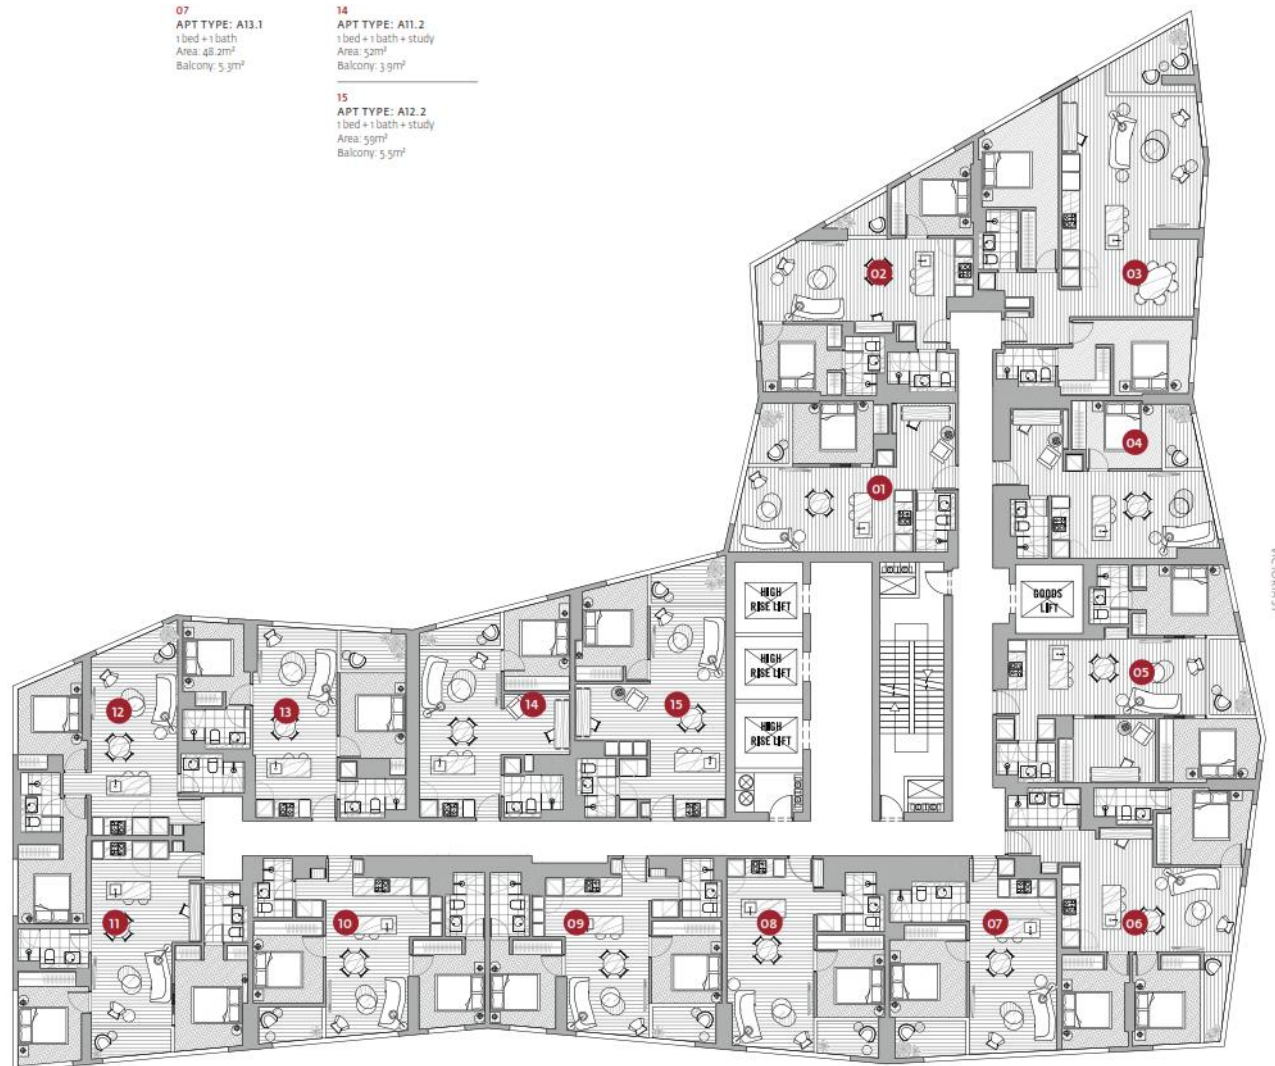 07
APT TYPE: A13.1
1 bed + 1 bath
Area: 48.2m²
Balcony: 5.3m²
14
APT TYPE: A11.2
1 bed + 1 bath + study
Area: 52m²
Balcony: 3.9m²
15
APT TYPE: A12.2
1 bed + 1 bath + study
Area: 59m²
Balcony: 5.5m²
02
03
04
01
HIGH
RISE LIFT
GOODS
LIFT
HIGH
RISE LIFT
05
12
13
14
15
HIGH
RISE LIFT
11
10
09
08
07
06